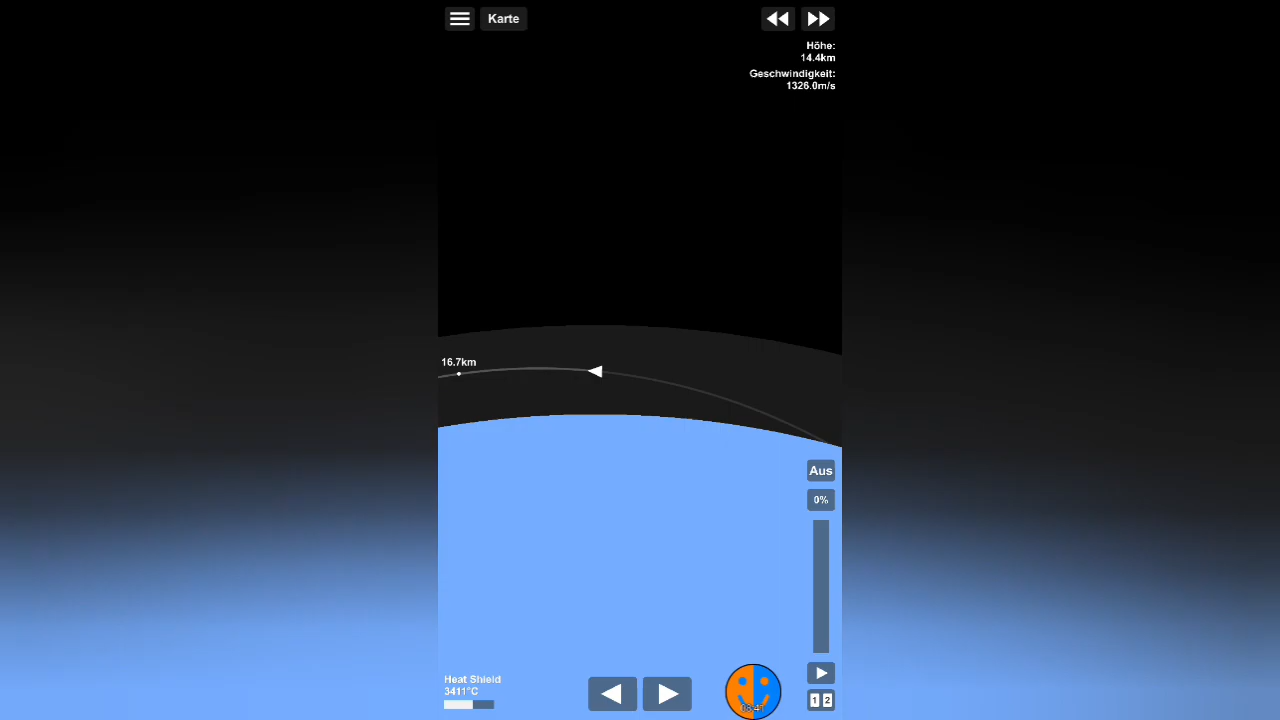 Karte
Höhe:
14.4km
Geschwindigkeit:
1326.0m/s
16.7km
Aus
0%
Heat Shield
3411°C
1 2